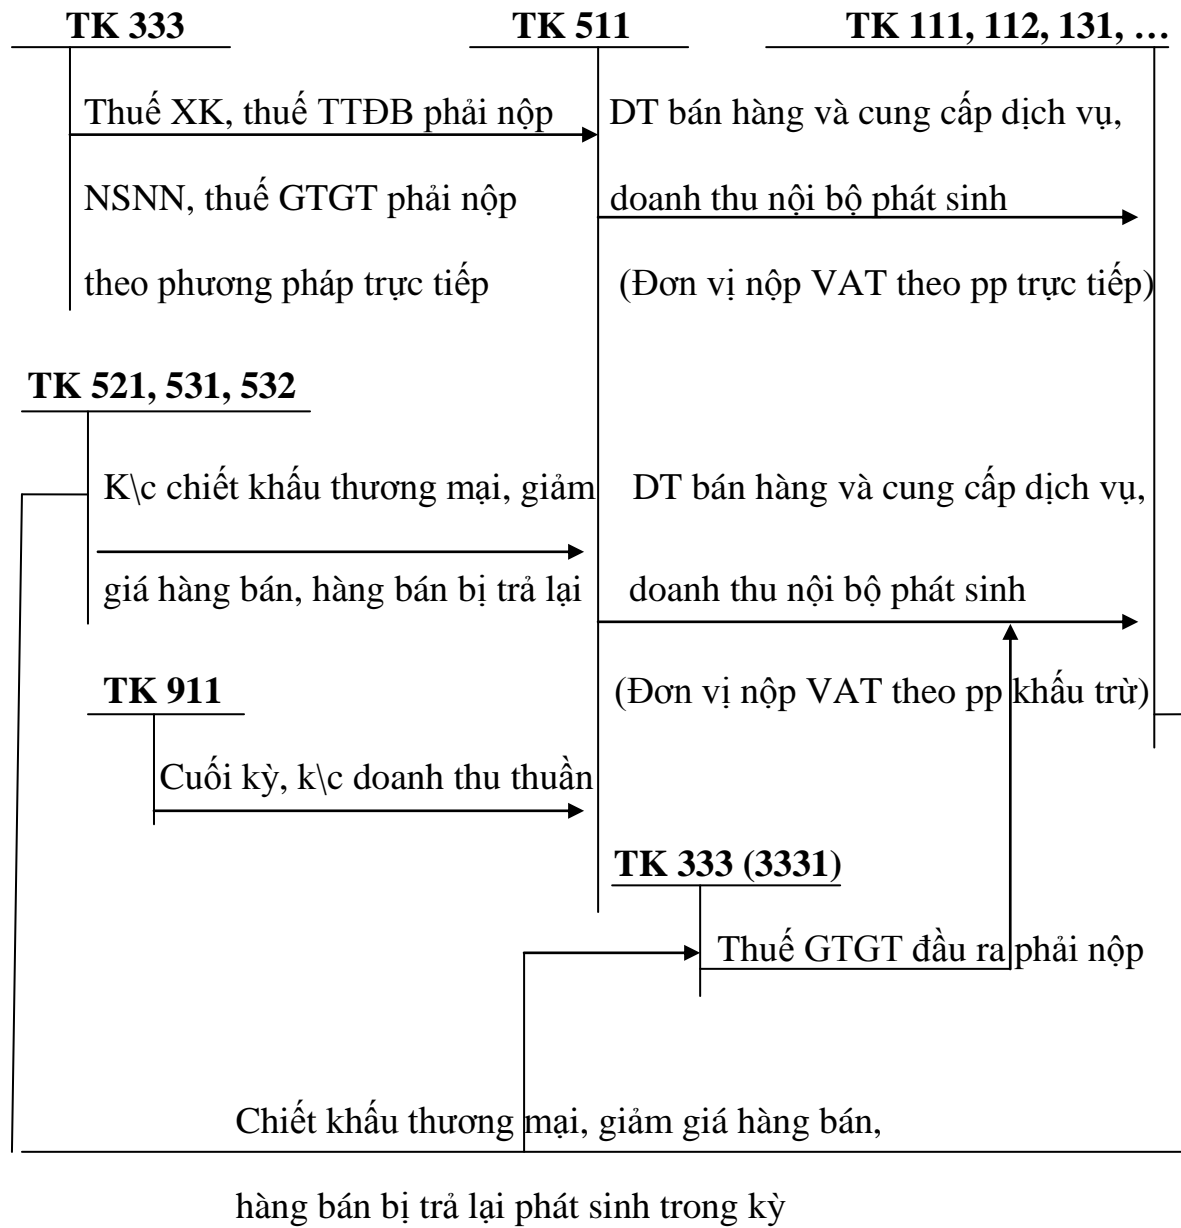 TK 333
TK 511
TK 111, 112, 131, …
Thuế XK, thuế TTĐB phải nộp
NSNN, thuế GTGT phải nộp
theo phương pháp trực tiếp
DT bán hàng và cung cấp dịch vụ,
doanh thu nội bộ phát sinh
(Đơn vị nộp VAT theo pp trực tiếp)
TK 521, 531, 532
K\c chiết khấu thương mại, giảm
giá hàng bán, hàng bán bị trả lại
DT bán hàng và cung cấp dịch vụ,
doanh thu nội bộ phát sinh
(Đơn vị nộp VAT theo pp khấu trừ)
TK 911
Cuối kỳ, k\c doanh thu thuần
TK 333 (3331)
Thuế GTGT đầu ra phải nộp
Chiết khấu thương mại, giảm giá hàng bán,
hàng bán bị trả lại phát sinh trong kỳ